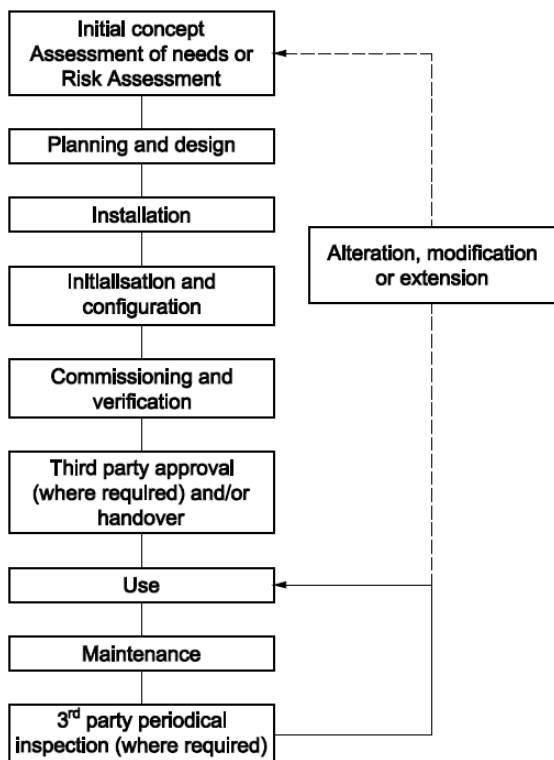 Initial concept
Assessment of needs or
Risk Assessment
Planning and design
Installation
Alteration, modification
or extension
Initialisation and
configuration
Commissioning and
verification
Third party approval
(where required) and/or
handover
Use
Maintenance
3rd party periodical
inspection (where required)